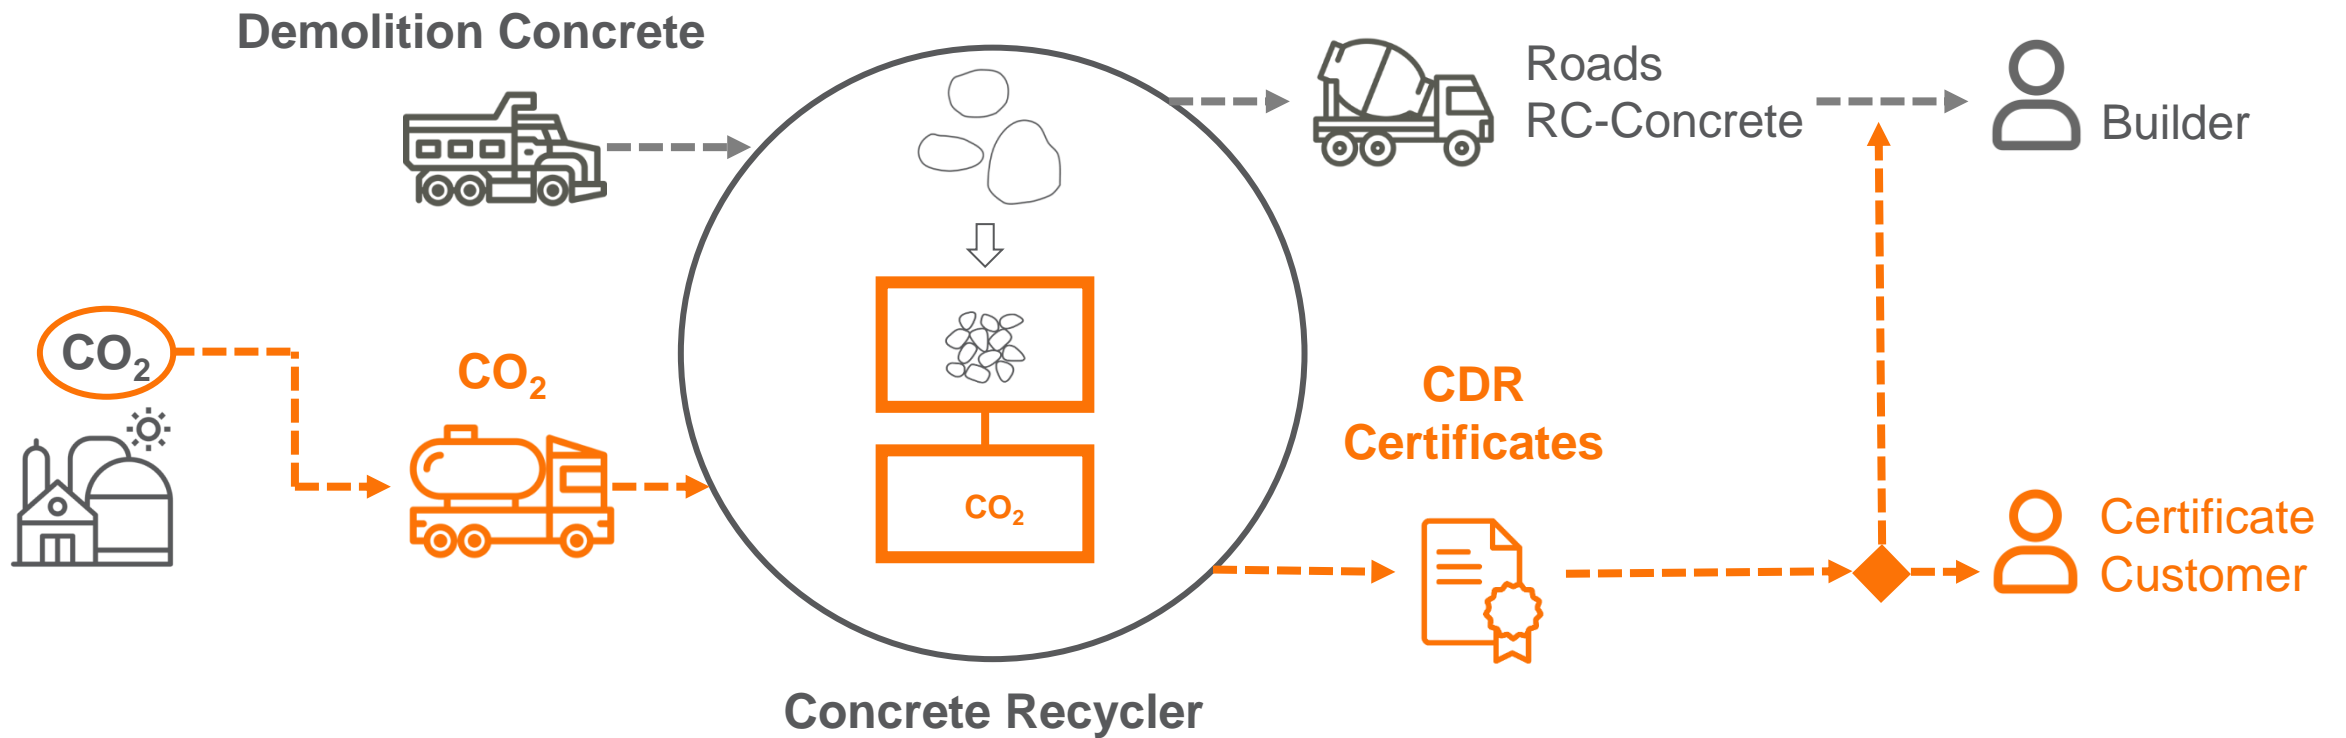 Demolition Concrete
Roads
RC-Concrete
Builder
CO₂
CO₂
CO₂
CDR
Certificates
Certificate
Customer
Concrete Recycler